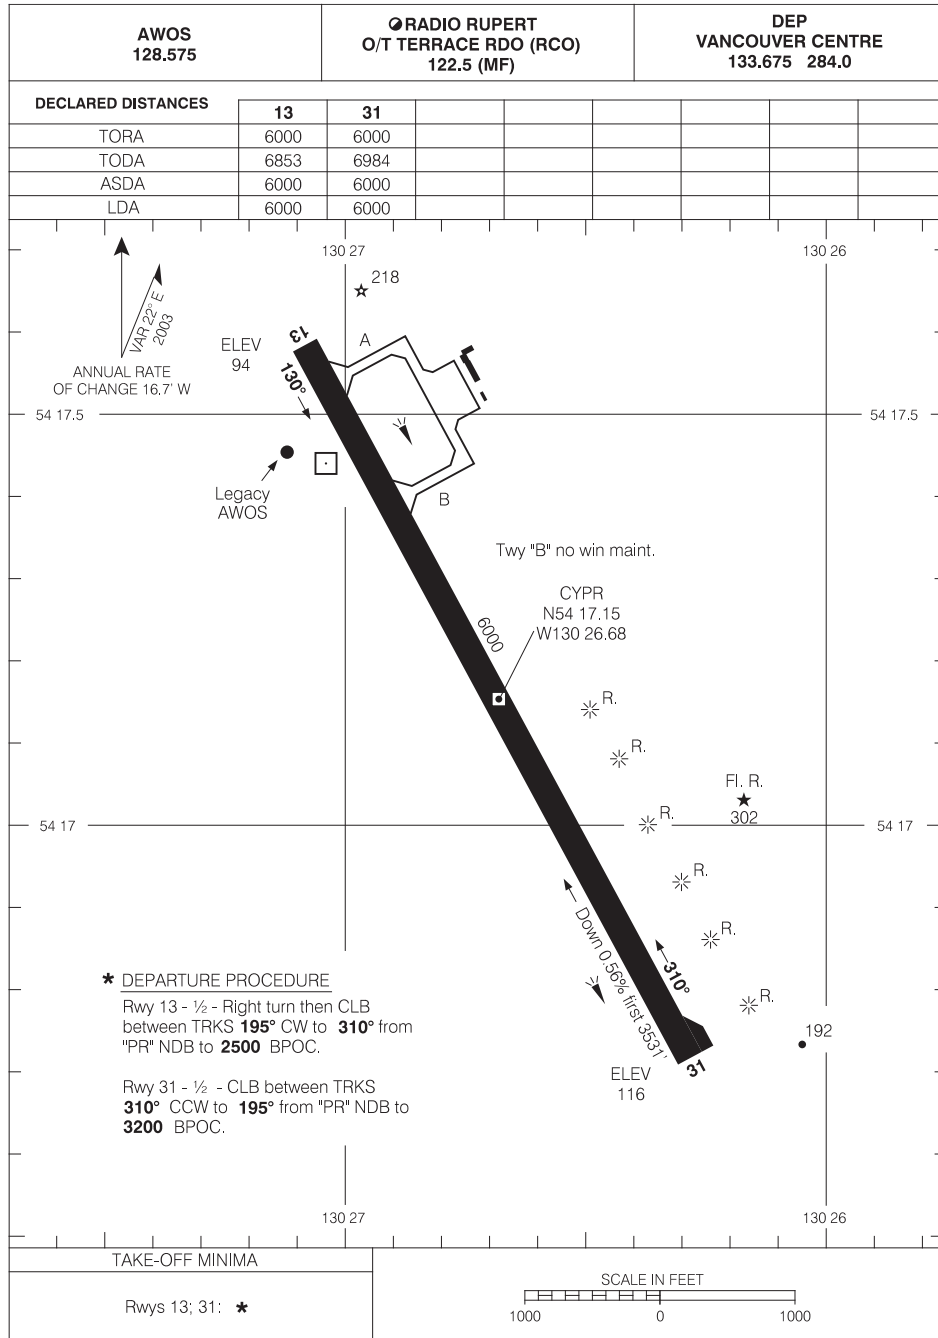 AWOS
128.575
RADIO RUPERT
O/T TERRACE RDO (RCO)
122.5 (MF)
DEP
VANCOUVER CENTRE
133.675 284.0
DECLARED DISTANCES
13 31
TORA 6000 6000
TODA 6853 6984
ASDA 6000 6000
LDA 6000 6000
130 27
130 26
VAR 22° E
2003
ANNUAL RATE
OF CHANGE 16.7' W
218
13
ELEV
94
A
130°
54 17.5
54 17.5
Legacy
AWOS
B
Twy "B" no win maint.
CYPR
N54 17.15
W130 26.68
6000
R.
R.
Fl. R.
302
R.
54 17
54 17
R.
R.
Down 0.56% first 3531'
310°
R.
192
31
ELEV
116
* DEPARTURE PROCEDURE
Rwy 13 - ½ - Right turn then CLB
between TRKS 195° CW to 310° from
"PR" NDB to 2500 BPOC.
Rwy 31 - ½ - CLB between TRKS
310° CCW to 195° from "PR" NDB to
3200 BPOC.
130 27
130 26
TAKE-OFF MINIMA
Rwys 13; 31: *
SCALE IN FEET
1000 0 1000